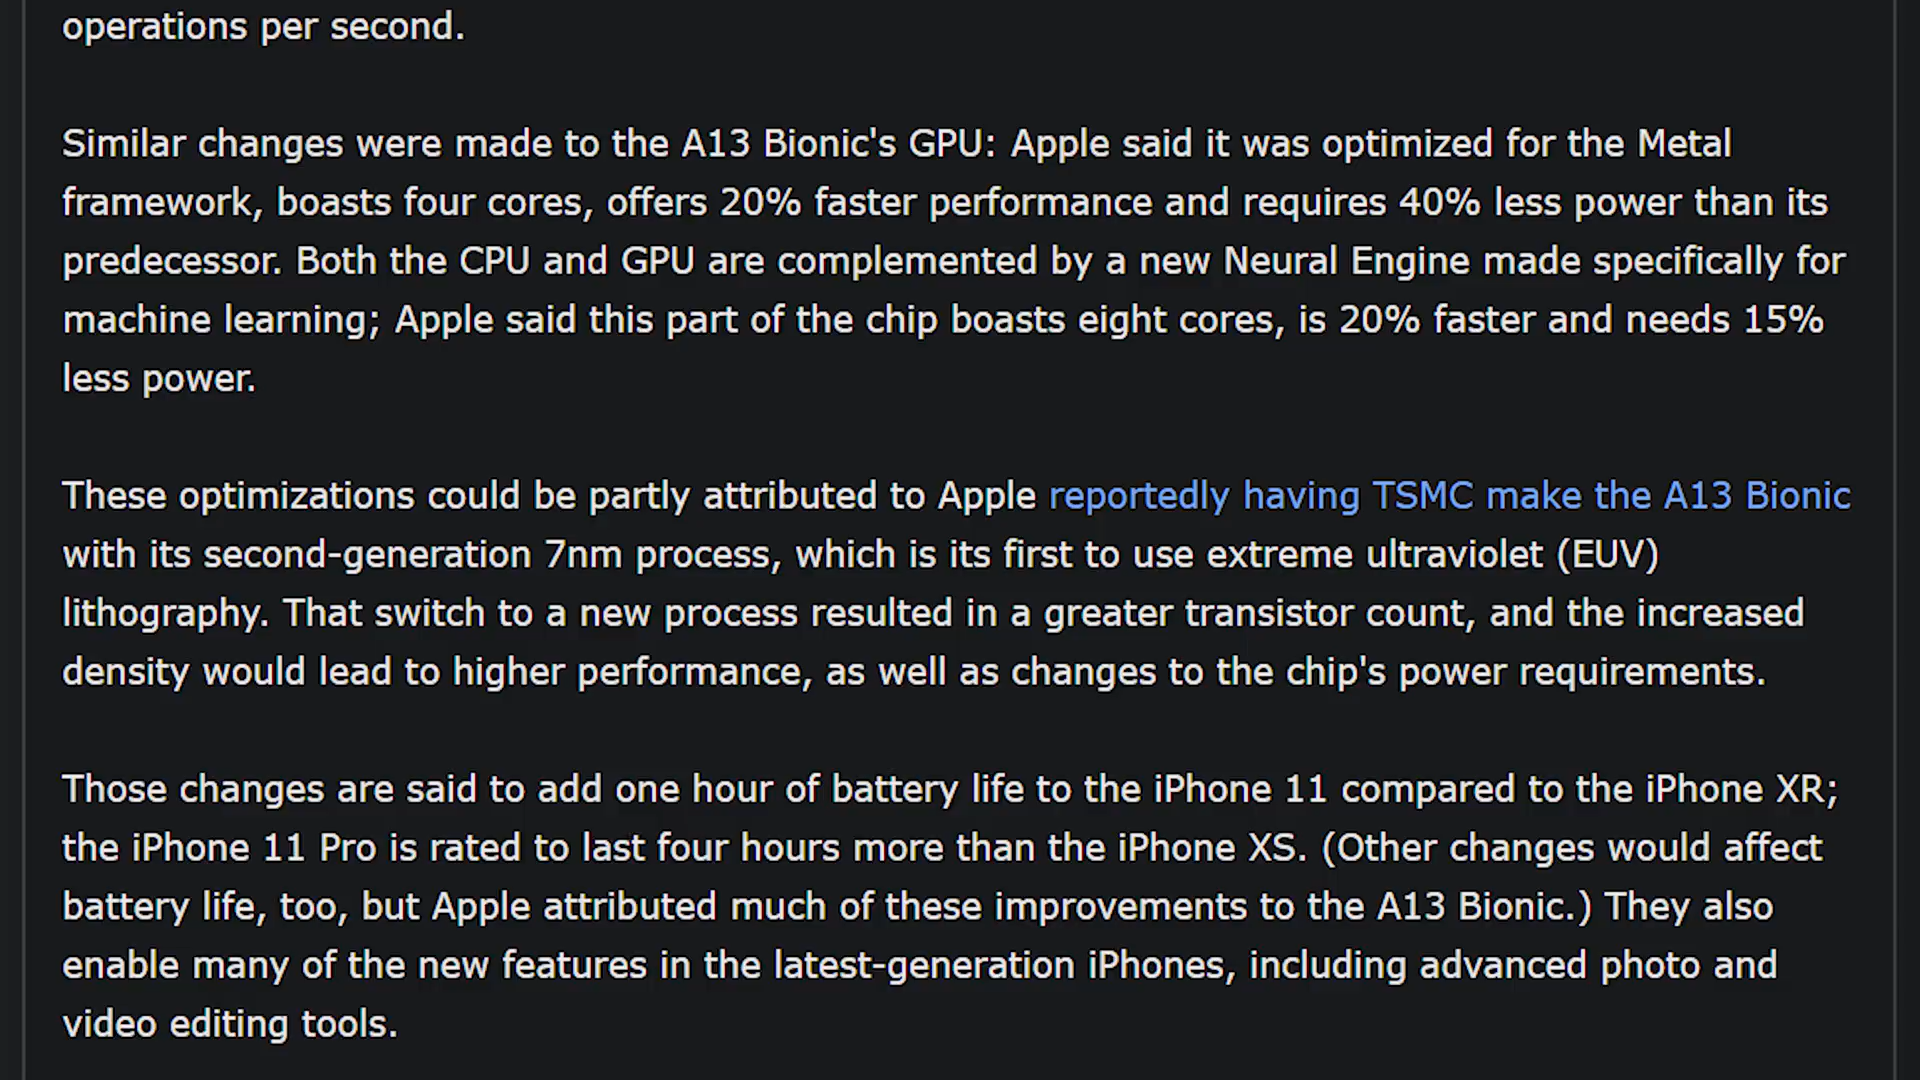 operations per second.
Similar changes were made to the A13 Bionic's GPU: Apple said it was optimized for the Metal
framework, boasts four cores, offers 20% faster performance and requires 40% less power than its
predecessor. Both the CPU and GPU are complemented by a new Neural Engine made specifically for
machine learning; Apple said this part of the chip boasts eight cores, is 20% faster and needs 15%
less power.
These optimizations could be partly attributed to Apple reportedly having TSMC make the A13 Bionic
with its second-generation 7nm process, which is its first to use extreme ultraviolet (EUV)
lithography. That switch to a new process resulted in a greater transistor count, and the increased
density would lead to higher performance, as well as changes to the chip's power requirements.
Those changes are said to add one hour of battery life to the iPhone 11 compared to the iPhone XR;
the iPhone 11 Pro is rated to last four hours more than the iPhone XS. (Other changes would affect
battery life, too, but Apple attributed much of these improvements to the A13 Bionic.) They also
enable many of the new features in the latest-generation iPhones, including advanced photo and
video editing tools.